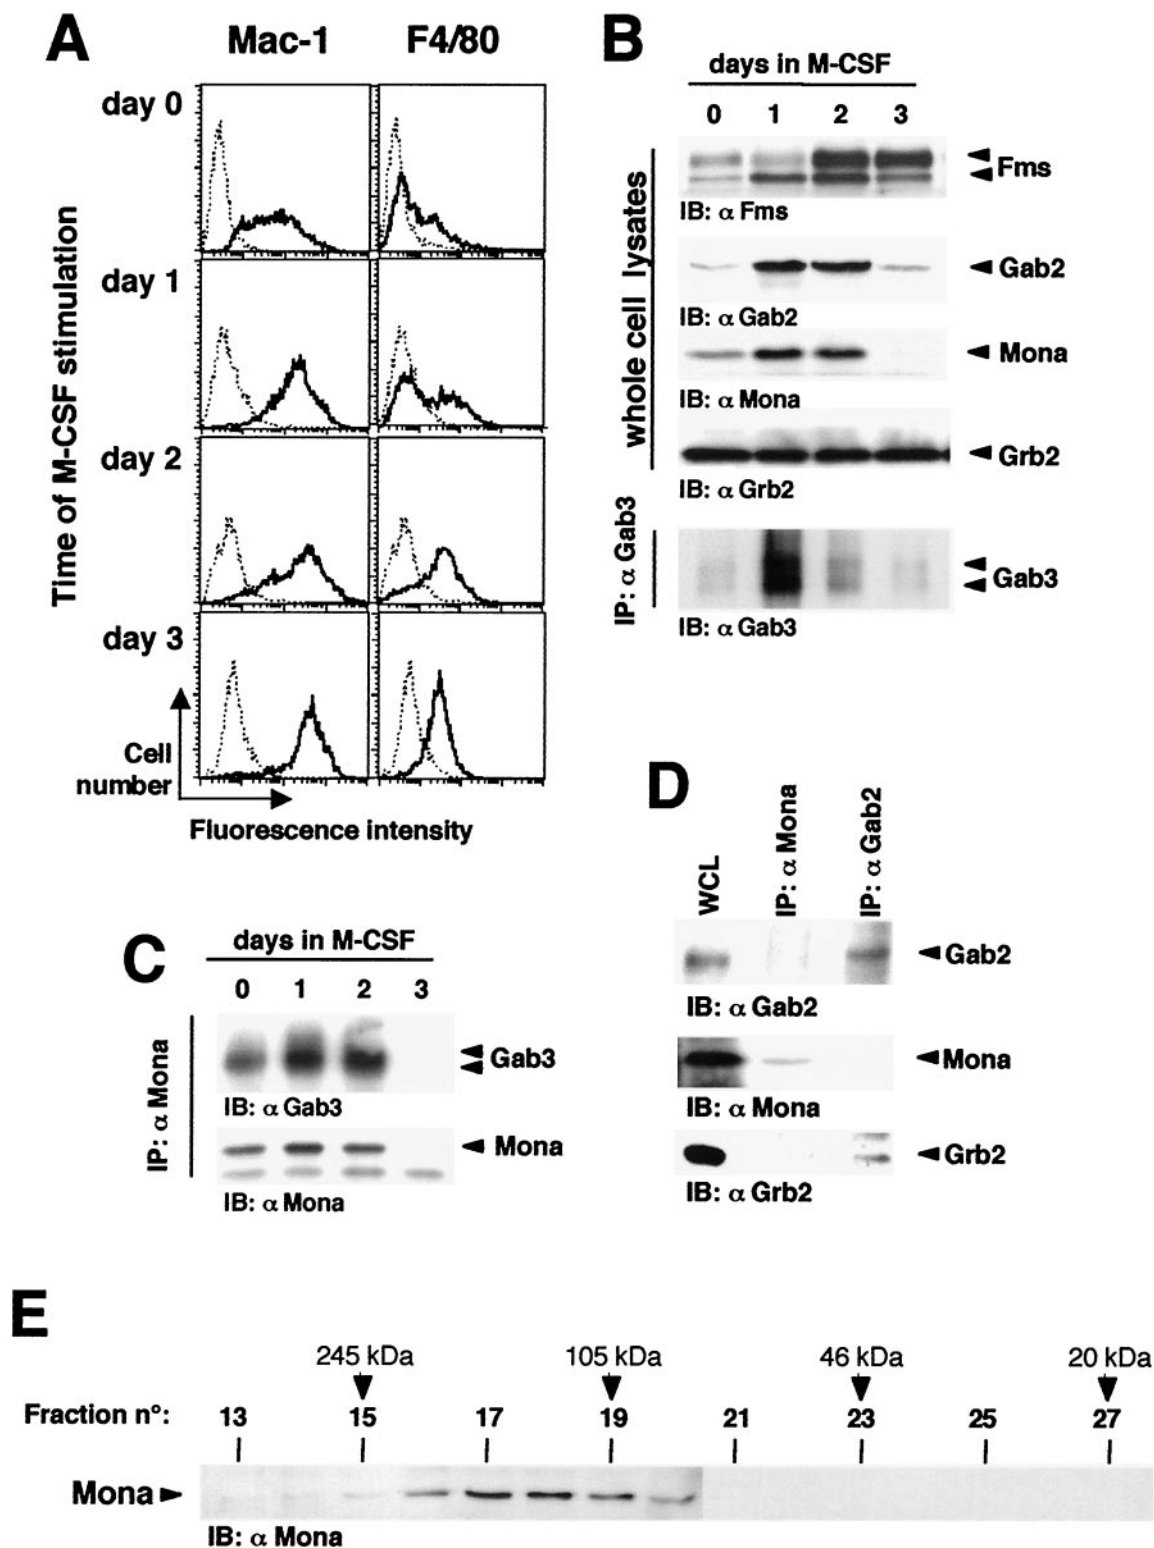 A
Mac-1 F4/80
day 0
day 1
day 2
day 3
Time of M-CSF stimulation
Cell
number
Fluorescence intensity
B
days in M-CSF
0 1 2 3
whole cell lysates
Fms
IB: α Fms
Gab2
IB: α Gab2
Mona
IB: α Mona
Grb2
IB: α Grb2
IP: α Gab3
Gab3
IB: α Gab3
C
days in M-CSF
0 1 2 3
IP: α Mona
Gab3
IB: α Gab3
Mona
IB: α Mona
D
WCL
IP: α Mona
IP: α Gab2
Gab2
IB: α Gab2
Mona
IB: α Mona
Grb2
IB: α Grb2
E
245 kDa 105 kDa 46 kDa 20 kDa
Fraction n°: 13 15 17 19 21 23 25 27
Mona
IB: α Mona